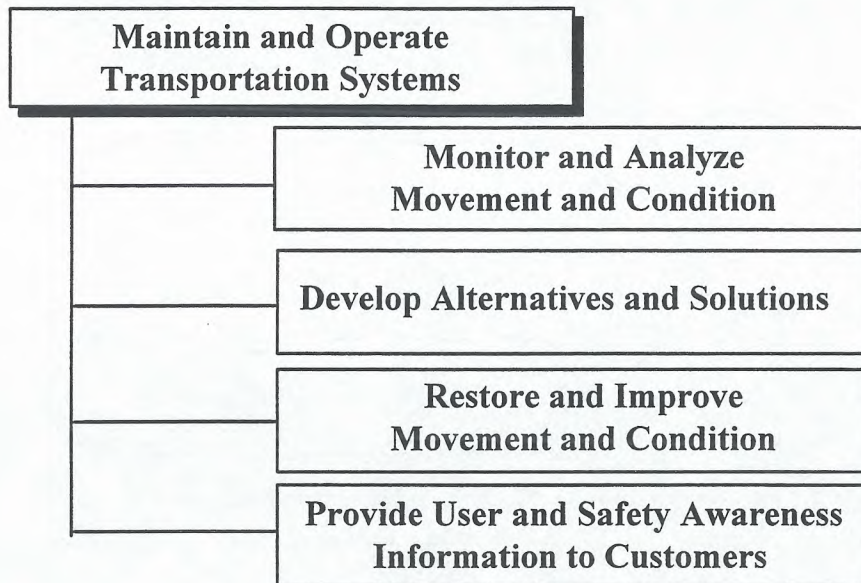 Maintain and Operate
Transportation Systems
Monitor and Analyze
Movement and Condition
Develop Alternatives and Solutions
Restore and Improve
Movement and Condition
Provide User and Safety Awareness
Information to Customers